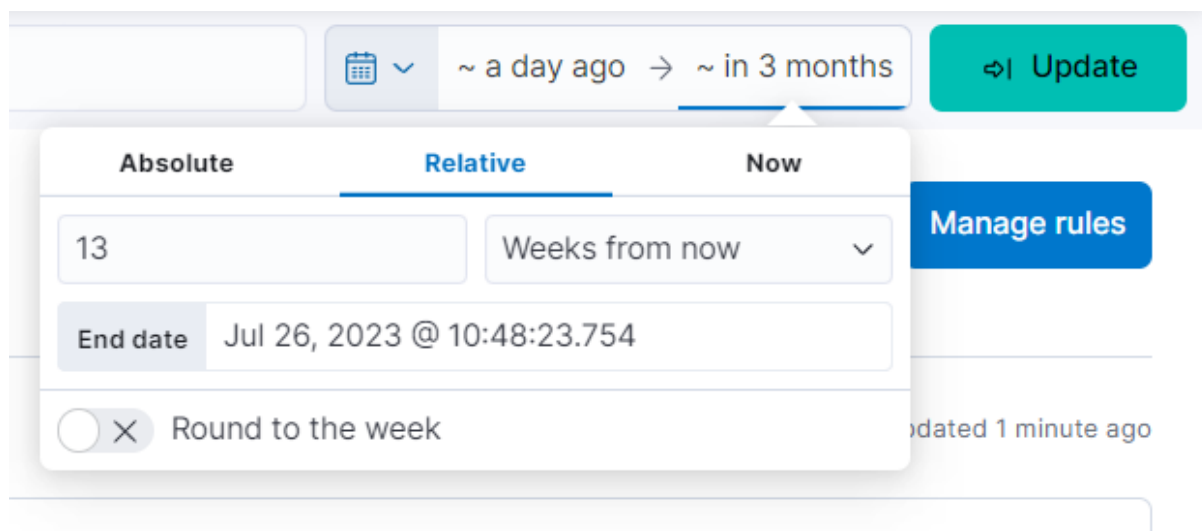 ~ a day ago → ~ in 3 months
Update
Absolute
Relative
Now
13
Weeks from now
Manage rules
End date
Jul 26, 2023 @ 10:48:23.754
Round to the week
dated 1 minute ago